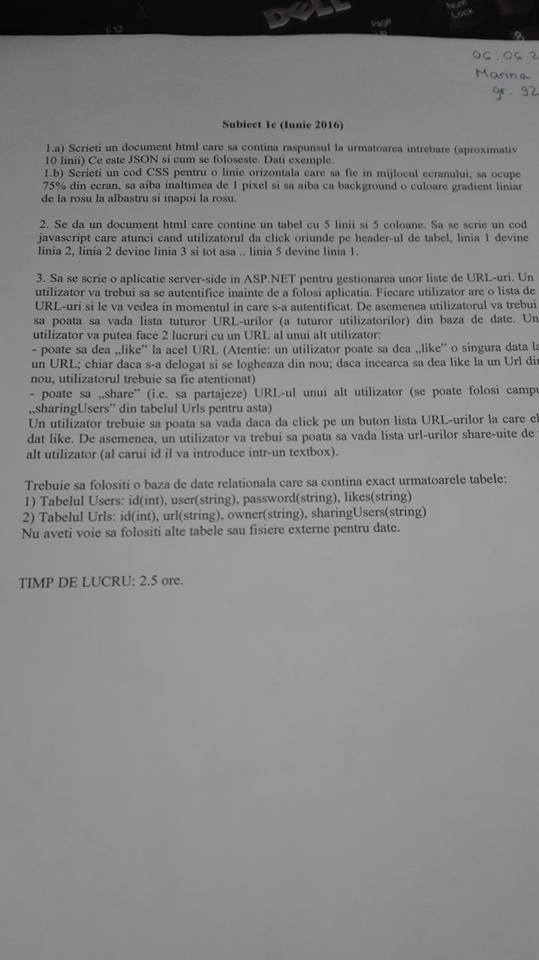 DELL
F12
Page
Num
Lock
8
06.06.2
Marina
gr. 92
Subiect 1c (Iunie 2016)
1.a) Scrieti un document html care sa contina raspunsul la urmatoarea intrebare (aproximativ
10 linii) Ce este JSON si cum se foloseste. Dati exemple.
1.b) Scrieti un cod CSS pentru o linie orizontala care sa fie in mijlocul ecranului, sa ocupe
75% din ecran, sa aiba inaltimea de 1 pixel si sa aiba ca background o culoare gradient liniar
de la rosu la albastru si inapoi la rosu.
2. Se da un document html care contine un tabel cu 5 linii si 5 coloane. Sa se scrie un cod
javascript care atunci cand utilizatorul da click oriunde pe header-ul de tabel, linia 1 devine
linia 2, linia 2 devine linia 3 si tot asa .. linia 5 devine linia 1.
3. Sa se scrie o aplicatie server-side in ASP.NET pentru gestionarea unor liste de URL-uri. Un
utilizator va trebui sa se autentifice inainte de a folosi aplicatia. Fiecare utilizator are o lista de
URL-uri si le va vedea in momentul in care s-a autentificat. De asemenea utilizatorul va trebui
sa poata sa vada lista tuturor URL-urilor (a tuturor utilizatorilor) din baza de date. Un
utilizator va putea face 2 lucruri cu un URL al unui alt utilizator:
- poate sa dea „like” la acel URL (Atentie: un utilizator poate sa dea „like” o singura data la
un URL; chiar daca s-a delogat si se logheaza din nou; daca incearca sa dea like la un Url din
nou, utilizatorul trebuie sa fie atentionat)
- poate sa „share” (i.e. sa partajeze) URL-ul unui alt utilizator (se poate folosi campu
„sharingUsers” din tabelul Urls pentru asta)
Un utilizator trebuie sa poata sa vada daca da click pe un buton lista URL-urilor la care el
dat like. De asemenea, un utilizator va trebui sa poata sa vada lista url-urilor share-uite de
alt utilizator (al carui id il va introduce intr-un textbox).
Trebuie sa folositi o baza de date relationala care sa contina exact urmatoarele tabele:
1) Tabelul Users: id(int), user(string), password(string), likes(string)
2) Tabelul Urls: id(int), url(string), owner(string), sharingUsers(string)
Nu aveti voie sa folositi alte tabele sau fisiere externe pentru date.
TIMP DE LUCRU: 2.5 ore.